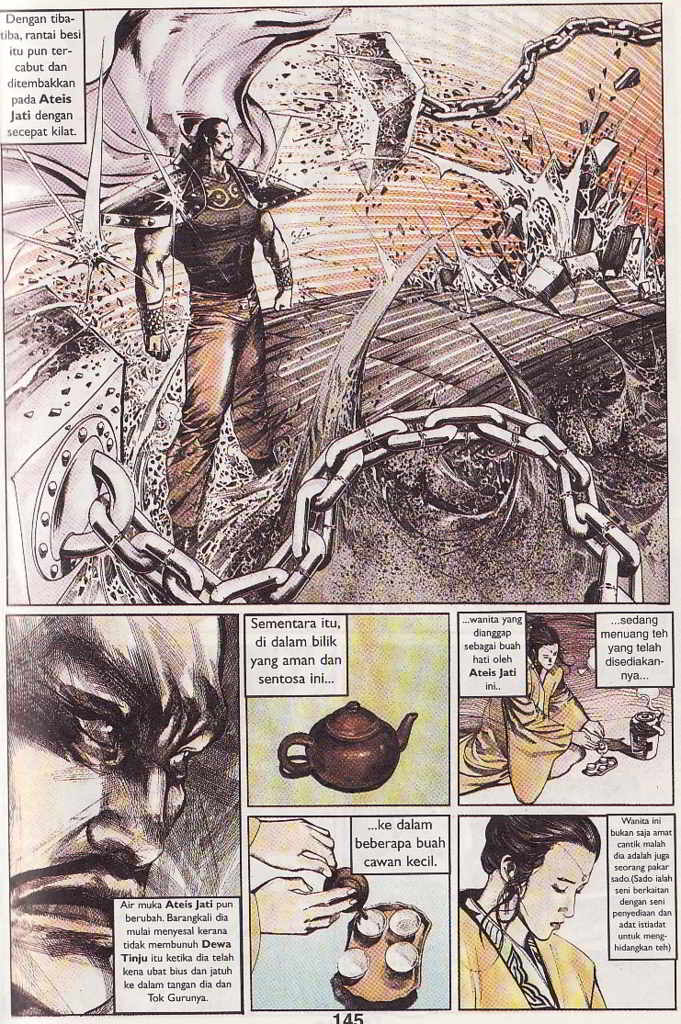 Dengan tiba-
tiba, rantai besi
itu pun ter-
cabut dan
ditembakkan
pada Ateis
Jati dengan
secepat kilat.
Air muka Ateis Jati pun
berubah. Barangkali dia
mulai menyesal kerana
tidak membunuh Dewa
Tinju itu ketika dia telah
kena ubat bius dan jatuh
ke dalam tangan dia dan
Tok Gurunya.
Sementara itu,
di dalam bilik
yang aman dan
sentosa ini...
...wanita yang
dianggap
sebagai buah
hati oleh
Ateis Jati
ini..
...sedang
menuang teh
yang telah
disediakan-
nya...
...ke dalam
beberapa buah
cawan kecil.
Wanita ini
bukan saja amat
cantik malah
dia adalah juga
seorang pakar
sado.(Sado ialah
seni berkaitan
dengan seni
penyediaan dan
adat istiadat
untuk meng-
hidangkan teh)
145